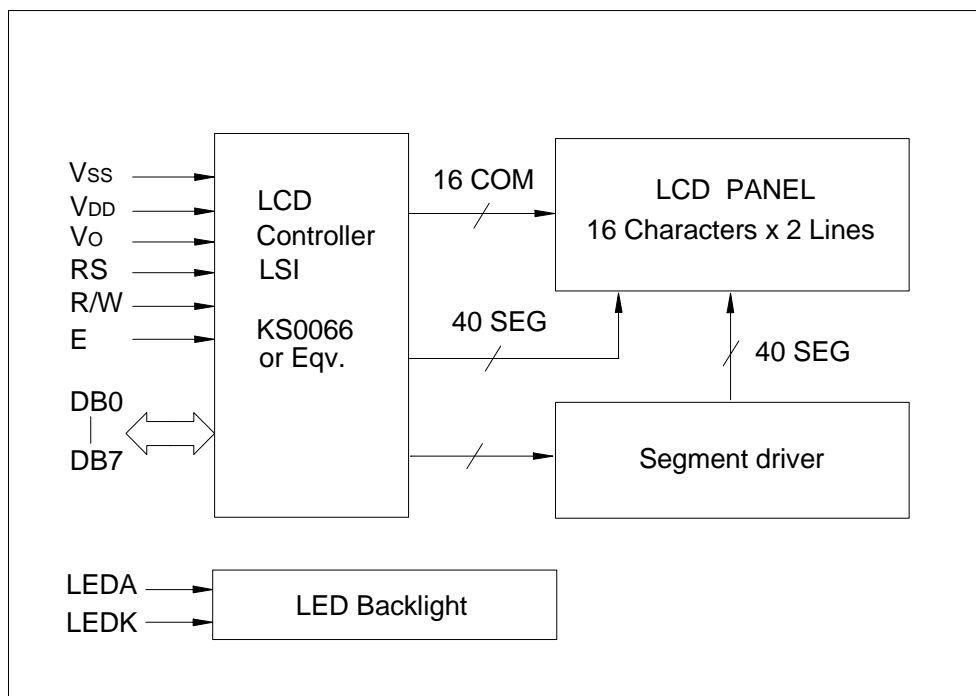 VSS
VDD
VO
RS
R/W
E
DB0
DB7
LCD
Controller
LSI
KS0066
or Eqv.
16 COM
40 SEG
LCD PANEL
16 Characters x 2 Lines
40 SEG
Segment driver
LEDA
LEDK
LED Backlight